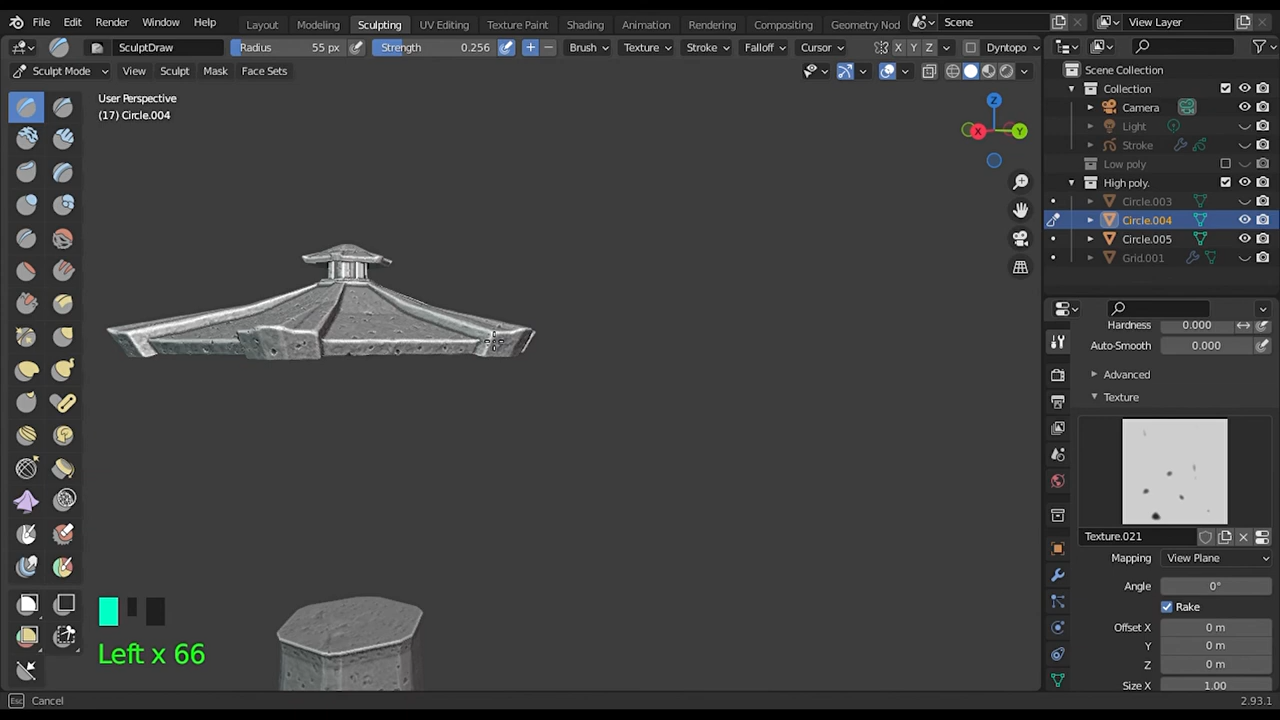 File Edit Render Window Help Layout Modeling Sculpting UV Editing Texture Paint Shading Animation Rendering Compositing Geometry Nod Scene View Layer
SculptDraw Radius 55 px Strength 0.256 Brush Texture Stroke Falloff Cursor X Y Z Dyntopo
Sculpt Mode View Sculpt Mask Face Sets
User Perspective
(17) Circle.004
Z
X Y
Scene Collection
Collection
Camera
Light
Stroke
Low poly
High poly.
Circle.003
Circle.004
Circle.005
Grid.001
Hardness 0.000
Auto-Smooth 0.000
Advanced
Texture
Texture.021
Mapping View Plane
Angle 0°
Rake
Offset X 0 m
Y 0 m
Z 0 m
Size X 1.00
Left x 66
Esc Cancel 2.93.1